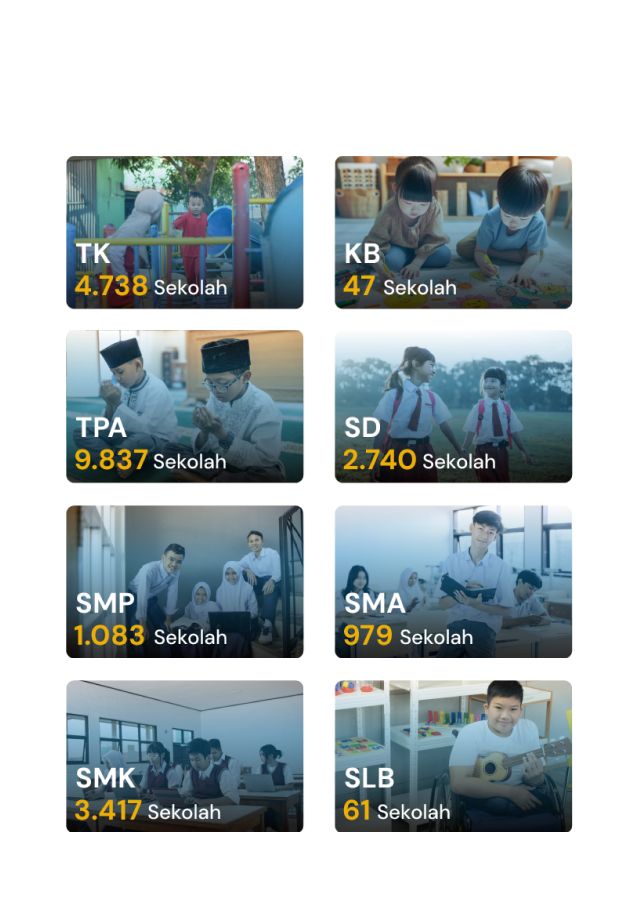 TK
4.738 Sekolah
KB
47 Sekolah
TPA
9.837 Sekolah
SD
2.740 Sekolah
SMP
1.083 Sekolah
SMA
979 Sekolah
SMK
3.417 Sekolah
SLB
61 Sekolah